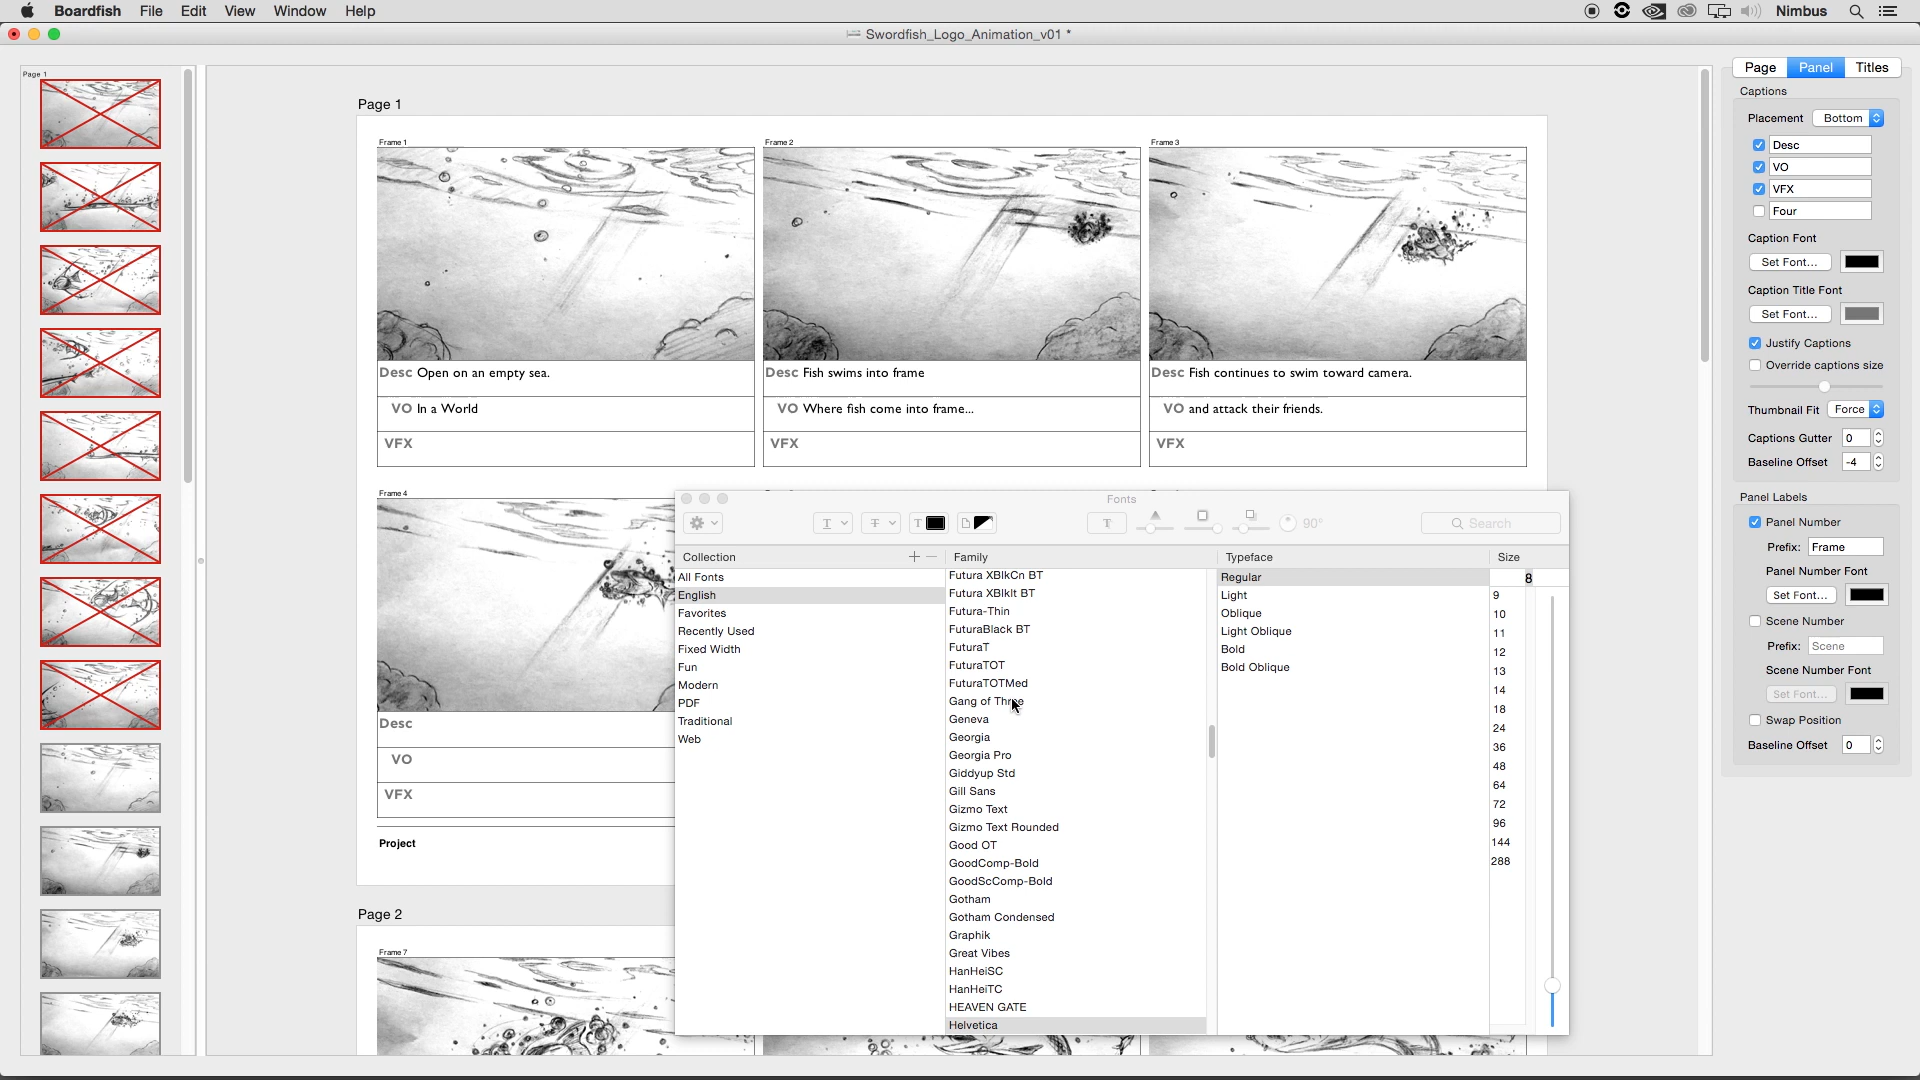 Boardfish File Edit View Window Help Nimbus
Swordfish_Logo_Animation_v01 *
Page 1
Page 1
Frame 1 Frame 2 Frame 3
Desc Open on an empty sea.
VO In a World
VFX
Desc Fish swims into frame
VO Where fish come into frame...
VFX
Desc Fish continues to swim toward camera.
VO and attack their friends.
VFX
Frame 4
Desc
VO
VFX
Project
Page 2
Frame 7
Fonts
T T T T 90° Search
Collection
All Fonts
English
Favorites
Recently Used
Fixed Width
Fun
Modern
PDF
Traditional
Web
Family
Futura XBlkCn BT
Futura XBlkIt BT
Futura-Thin
FuturaBlack BT
FuturaT
FuturaTOT
FuturaTOTMed
Gang of Three
Geneva
Georgia
Georgia Pro
Giddyup Std
Gill Sans
Gizmo Text
Gizmo Text Rounded
Good OT
GoodComp-Bold
GoodScComp-Bold
Gotham
Gotham Condensed
Graphik
Great Vibes
HanHeiSC
HanHeiTC
HEAVEN GATE
Helvetica
Typeface
Regular
Light
Oblique
Light Oblique
Bold
Bold Oblique
Size
8
9
10
11
12
13
14
18
24
36
48
64
72
96
144
288
Page Panel Titles
Captions
Placement Bottom
Desc
VO
VFX
Four
Caption Font
Set Font...
Caption Title Font
Set Font...
Justify Captions
Override captions size
Thumbnail Fit Force
Captions Gutter 0
Baseline Offset -4
Panel Labels
Panel Number
Prefix: Frame
Panel Number Font
Set Font...
Scene Number
Prefix: Scene
Scene Number Font
Set Font...
Swap Position
Baseline Offset 0